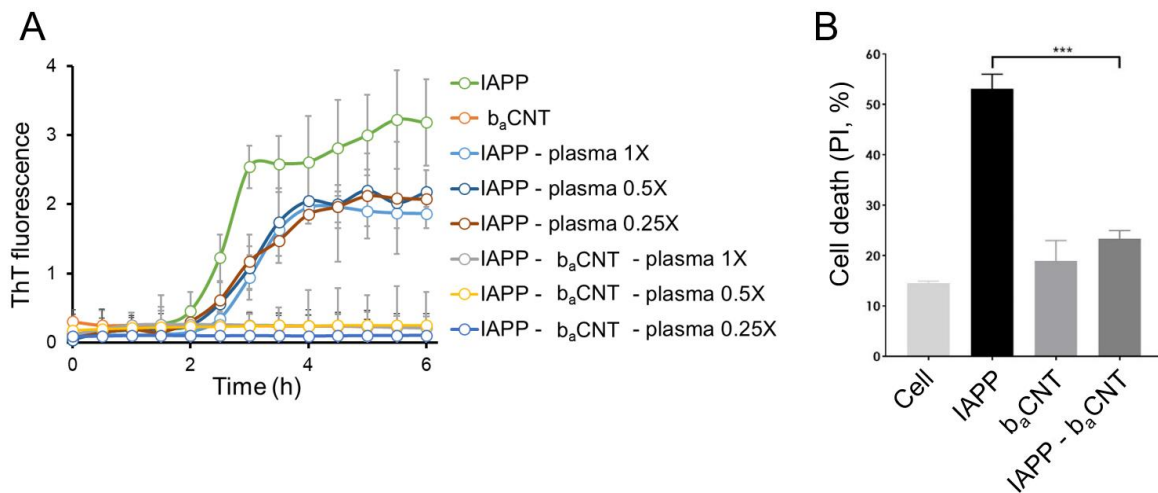 A
ThT fluorescence
4
3
2
1
0
0
2
4
6
Time (h)
IAPP
baCNT
IAPP - plasma 1X
IAPP - plasma 0.5X
IAPP - plasma 0.25X
IAPP - baCNT - plasma 1X
IAPP - baCNT - plasma 0.5X
IAPP - baCNT - plasma 0.25X
B
Cell death (PI, %)
60
50
40
30
20
10
0
***
Cell
IAPP
baCNT
IAPP - baCNT